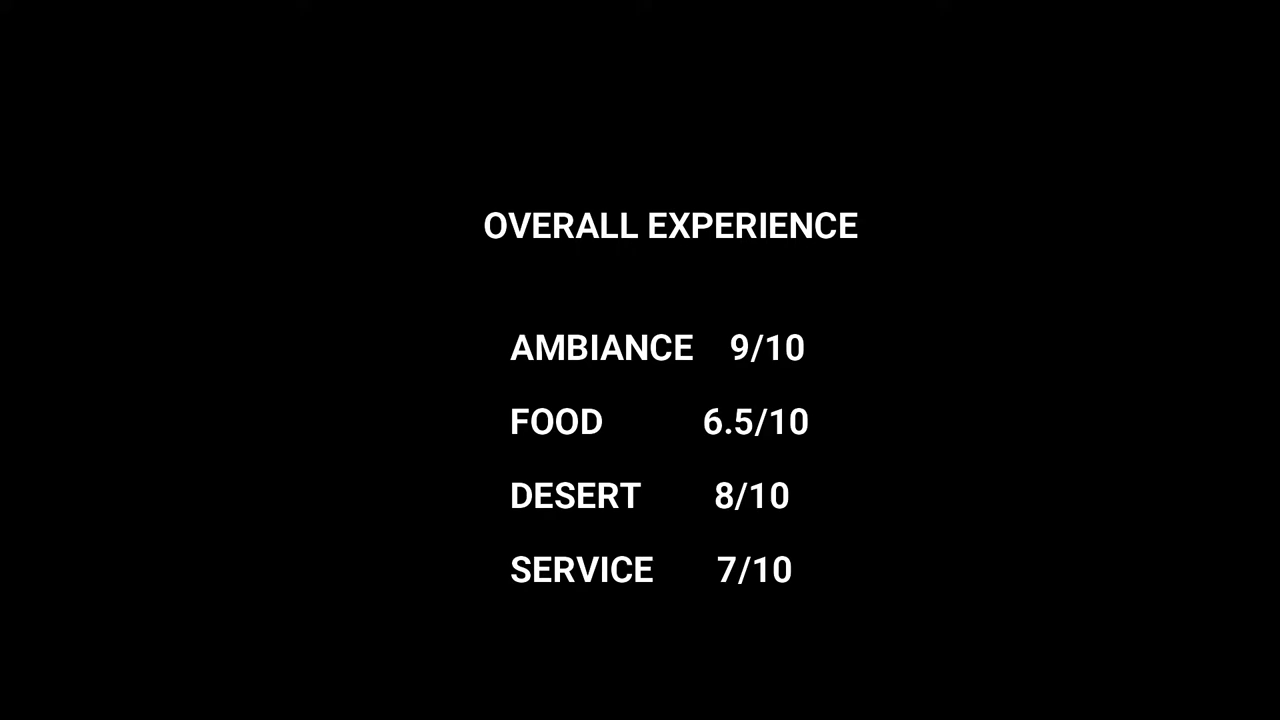 OVERALL EXPERIENCE
AMBIANCE 9/10
FOOD 6.5/10
DESERT 8/10
SERVICE 7/10